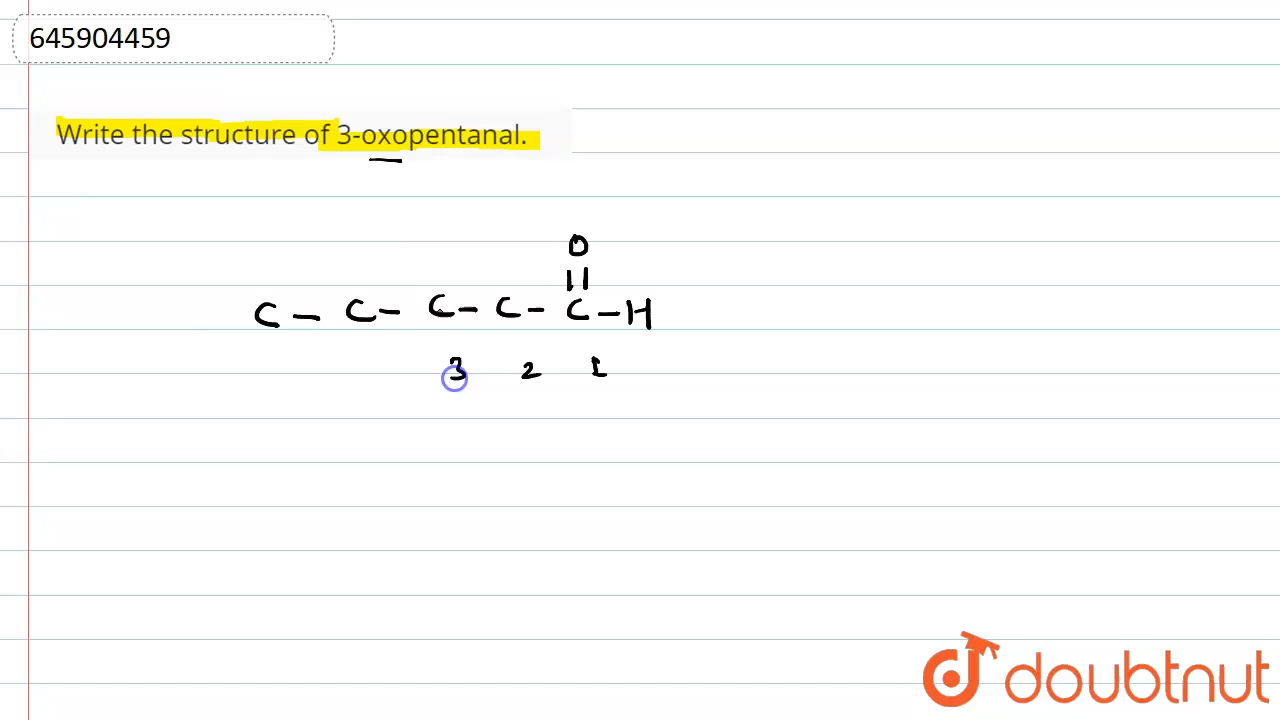 645904459
Write the structure of 3-oxopentanal.
O
||
C - C - C - C - C - H
3 2 1
doubtnut